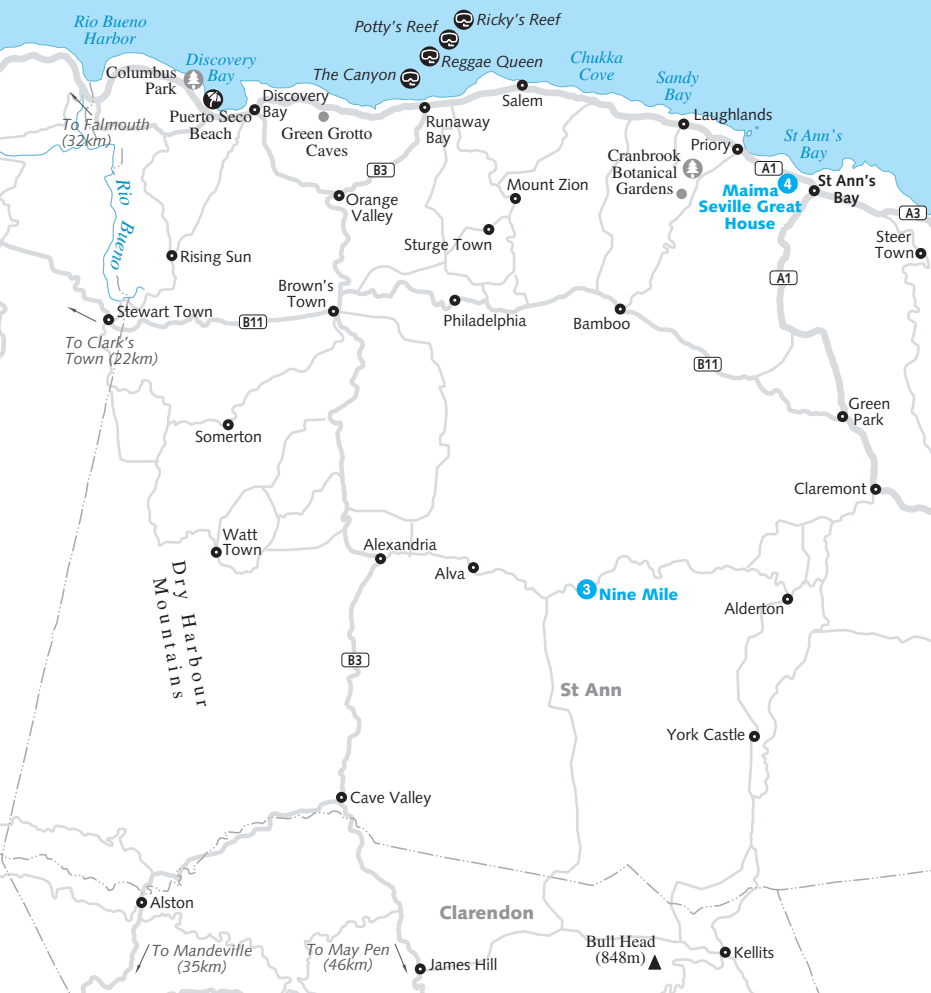 Rio Bueno
Harbor
Potty's Reef
Ricky's Reef
Reggae Queen
The Canyon
Discovery
Bay
Columbus
Park
Chukka
Cove
Sandy
Bay
Puerto Seco
Beach
Discovery
Bay
Salem
To Falmouth
(32km)
Green Grotto
Caves
Runaway
Bay
Laughlands
St Ann's
Bay
Priory
Cranbrook
Botanical
Gardens
A1
4
Maima
Seville Great
House
St Ann's
Bay
A3
B3
Rio Bueno
Orange
Valley
Mount Zion
Sturge Town
Steer
Town
Rising Sun
A1
Brown's
Town
Stewart Town
B11
Philadelphia
Bamboo
To Clark's
Town (22km)
B11
Green
Park
Somerton
Claremont
Watt
Town
Alexandria
Alva
3
Nine Mile
Alderton
Dry Harbour
Mountains
B3
St Ann
York Castle
Cave Valley
Alston
Clarendon
To Mandeville
(35km)
To May Pen
(46km)
James Hill
Bull Head
(848m)
Kellits